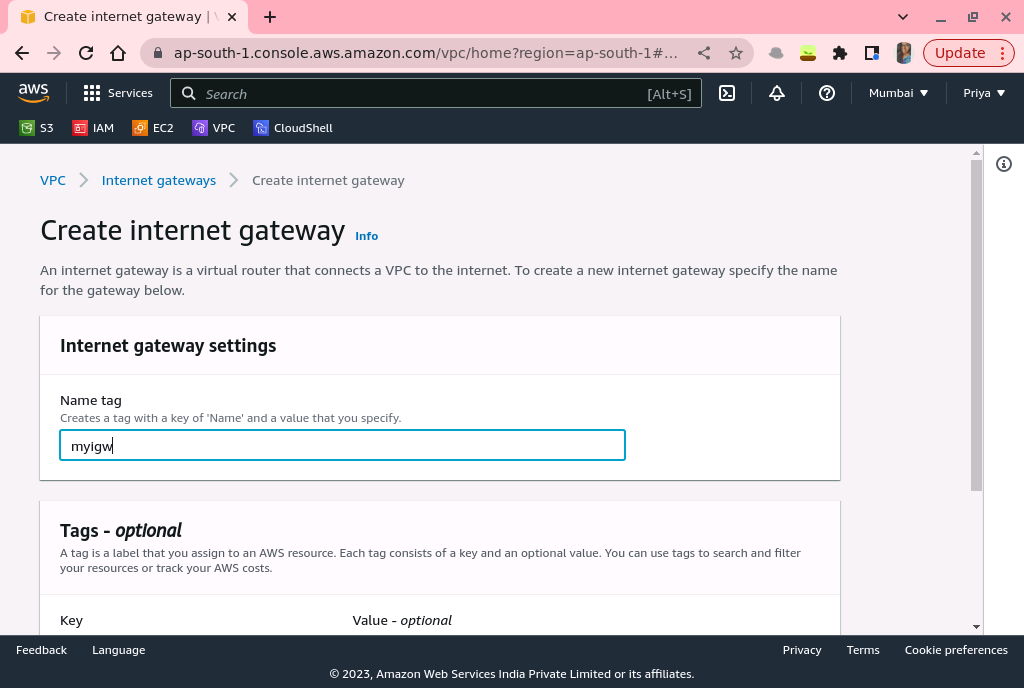 Create internet gateway | V
ap-south-1.console.aws.amazon.com/vpc/home?region=ap-south-1#...
Update
aws
Services
Search
[Alt+S]
Mumbai
Priya
S3
IAM
EC2
VPC
CloudShell
VPC
Internet gateways
Create internet gateway
Create internet gateway Info
An internet gateway is a virtual router that connects a VPC to the internet. To create a new internet gateway specify the name
for the gateway below.
Internet gateway settings
Name tag
Creates a tag with a key of 'Name' and a value that you specify.
myigw
Tags - optional
A tag is a label that you assign to an AWS resource. Each tag consists of a key and an optional value. You can use tags to search and filter
your resources or track your AWS costs.
Key
Value - optional
Feedback
Language
Privacy
Terms
Cookie preferences
© 2023, Amazon Web Services India Private Limited or its affiliates.